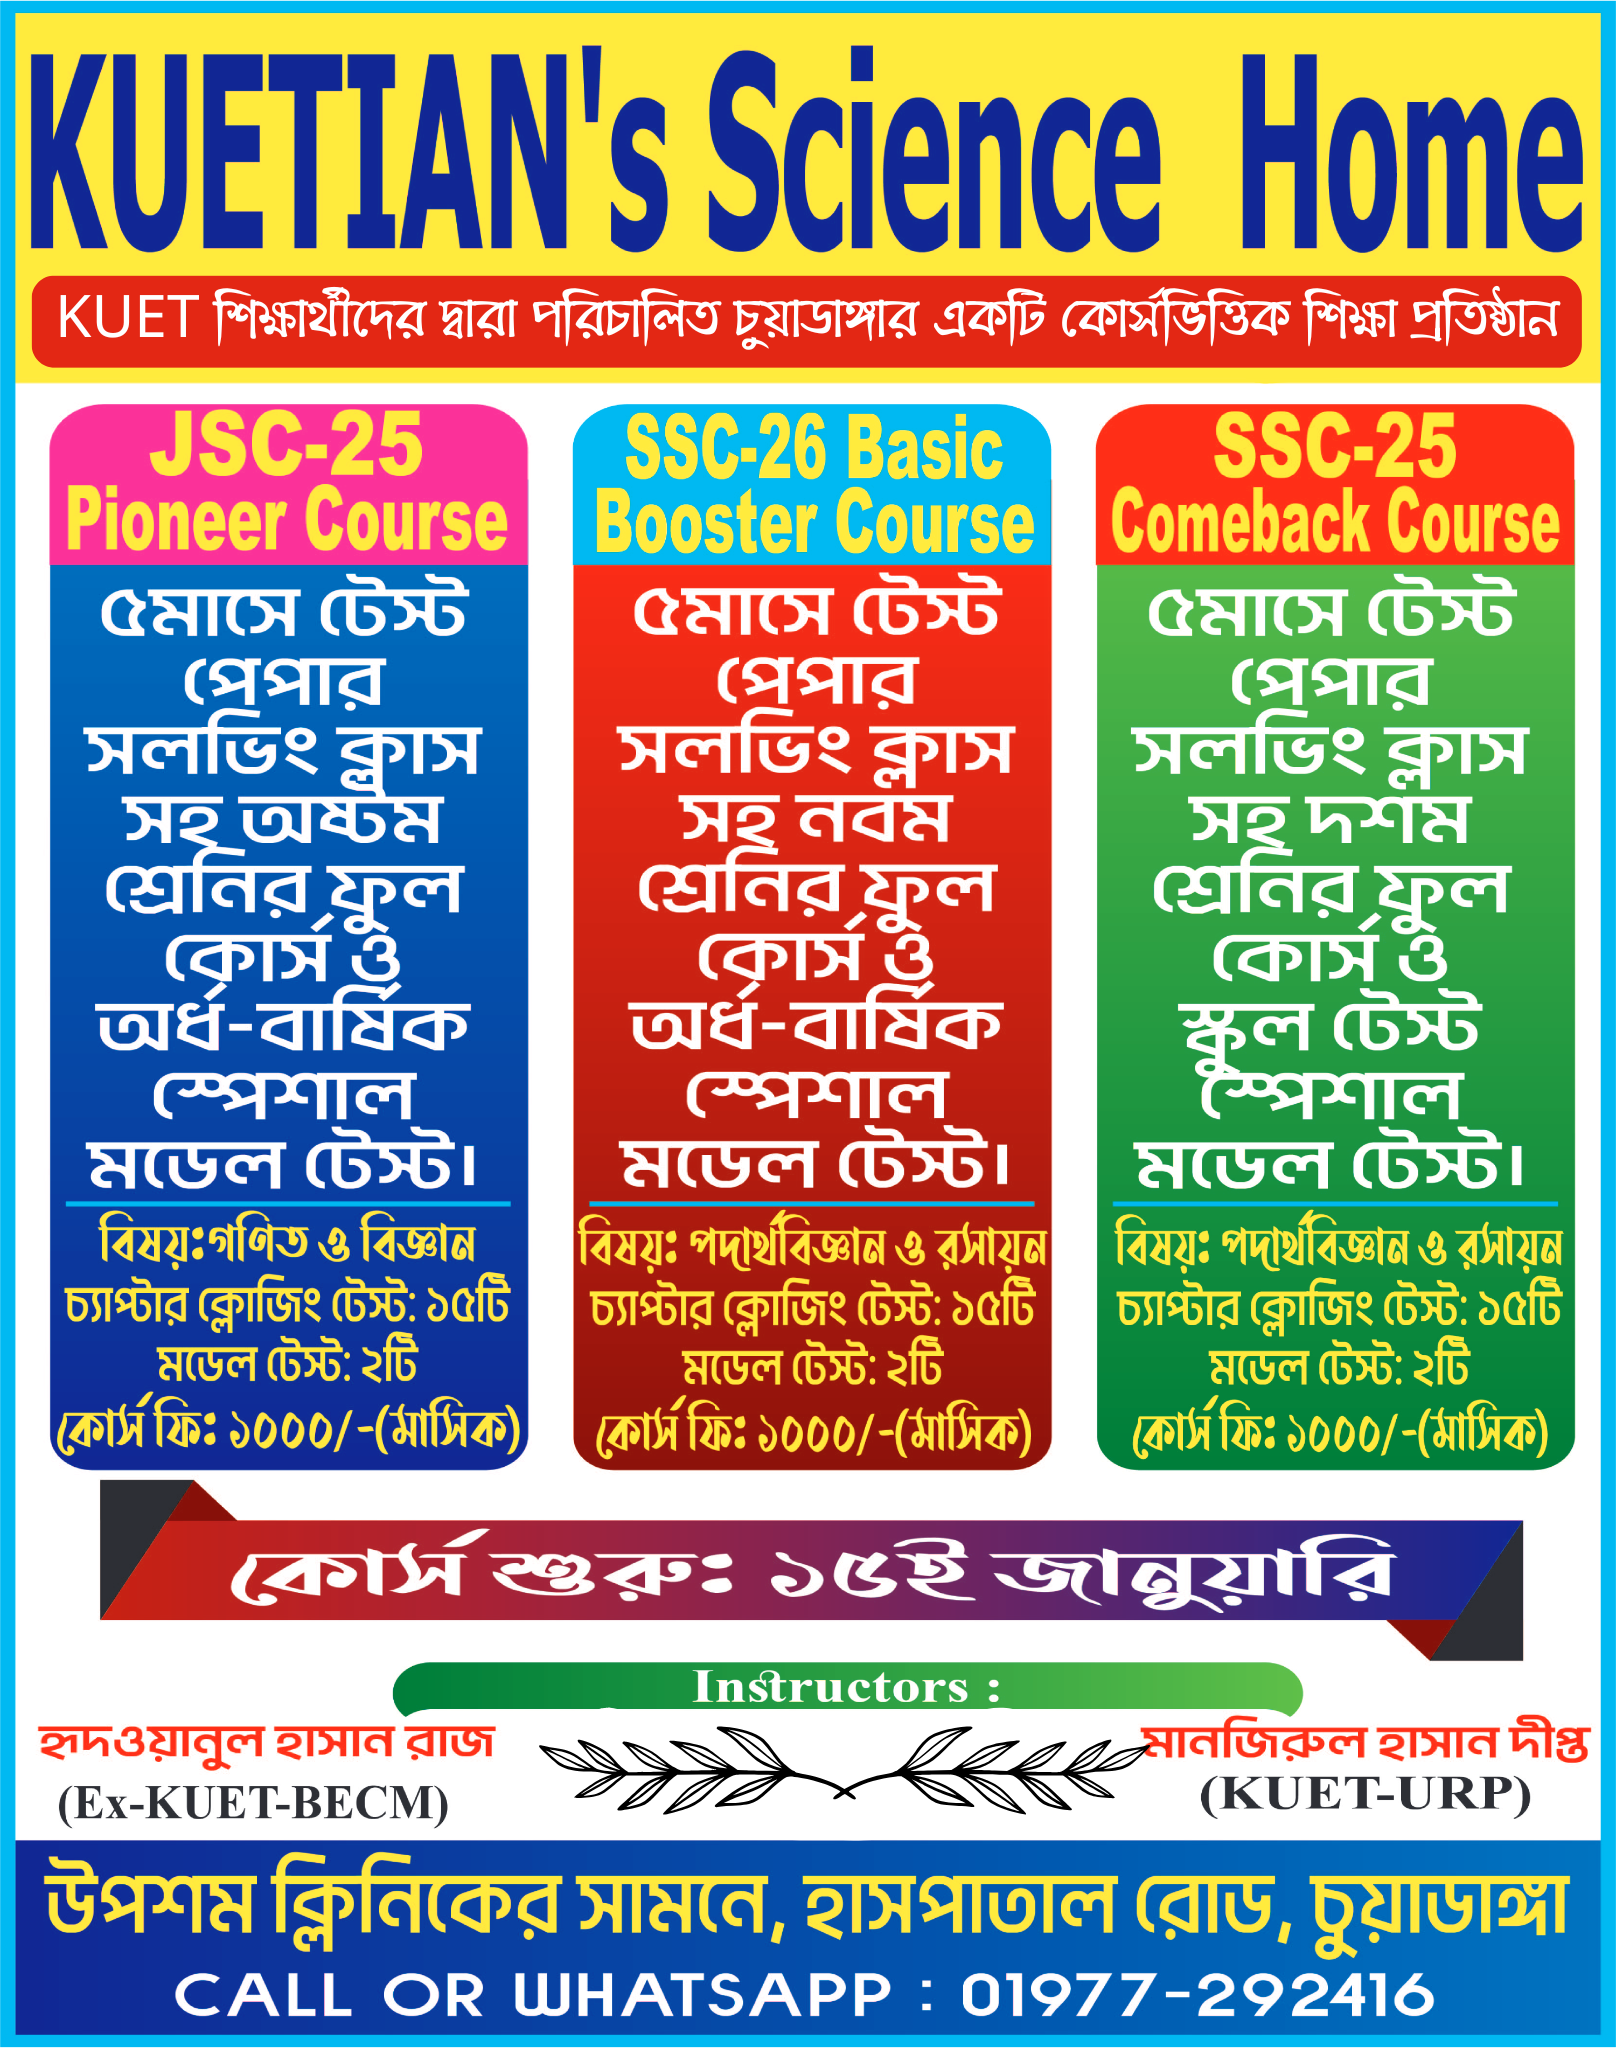 KUETIAN's Science Home
KUET শিক্ষার্থীদের দ্বারা পরিচালিত চুয়াডাঙ্গার একটি কোর্সভিত্তিক শিক্ষা প্রতিষ্ঠান
JSC-25
Pioneer Course
৫মাসে টেস্ট
পেপার
সলভিং ক্লাস
সহ অষ্টম
শ্রেনির ফুল
কোর্স ও
অর্ধ-বার্ষিক
স্পেশাল
মডেল টেস্ট।
বিষয়:গণিত ও বিজ্ঞান
চ্যাপ্টার ক্লোজিং টেস্ট: ১৫টি
মডেল টেস্ট: ২টি
কোর্স ফি: ১০০০/-(মাসিক)
SSC-26 Basic
Booster Course
৫মাসে টেস্ট
পেপার
সলভিং ক্লাস
সহ নবম
শ্রেনির ফুল
কোর্স ও
অর্ধ-বার্ষিক
স্পেশাল
মডেল টেস্ট।
বিষয়: পদার্থবিজ্ঞান ও রসায়ন
চ্যাপ্টার ক্লোজিং টেস্ট: ১৫টি
মডেল টেস্ট: ২টি
কোর্স ফি: ১০০০/-(মাসিক)
SSC-25
Comeback Course
৫মাসে টেস্ট
পেপার
সলভিং ক্লাস
সহ দশম
শ্রেনির ফুল
কোর্স ও
স্কুল টেস্ট
স্পেশাল
মডেল টেস্ট।
বিষয়: পদার্থবিজ্ঞান ও রসায়ন
চ্যাপ্টার ক্লোজিং টেস্ট: ১৫টি
মডেল টেস্ট: ২টি
কোর্স ফি: ১০০০/-(মাসিক)
কোর্স শুরু: ১৫ই জানুয়ারি
Instructors :
হৃদওয়ানুল হাসান রাজ
(Ex-KUET-BECM)
মানজিরুল হাসান দীপ্ত
(KUET-URP)
উপশম ক্লিনিকের সামনে, হাসপাতাল রোড, চুয়াডাঙ্গা
CALL OR WHATSAPP : 01977-292416